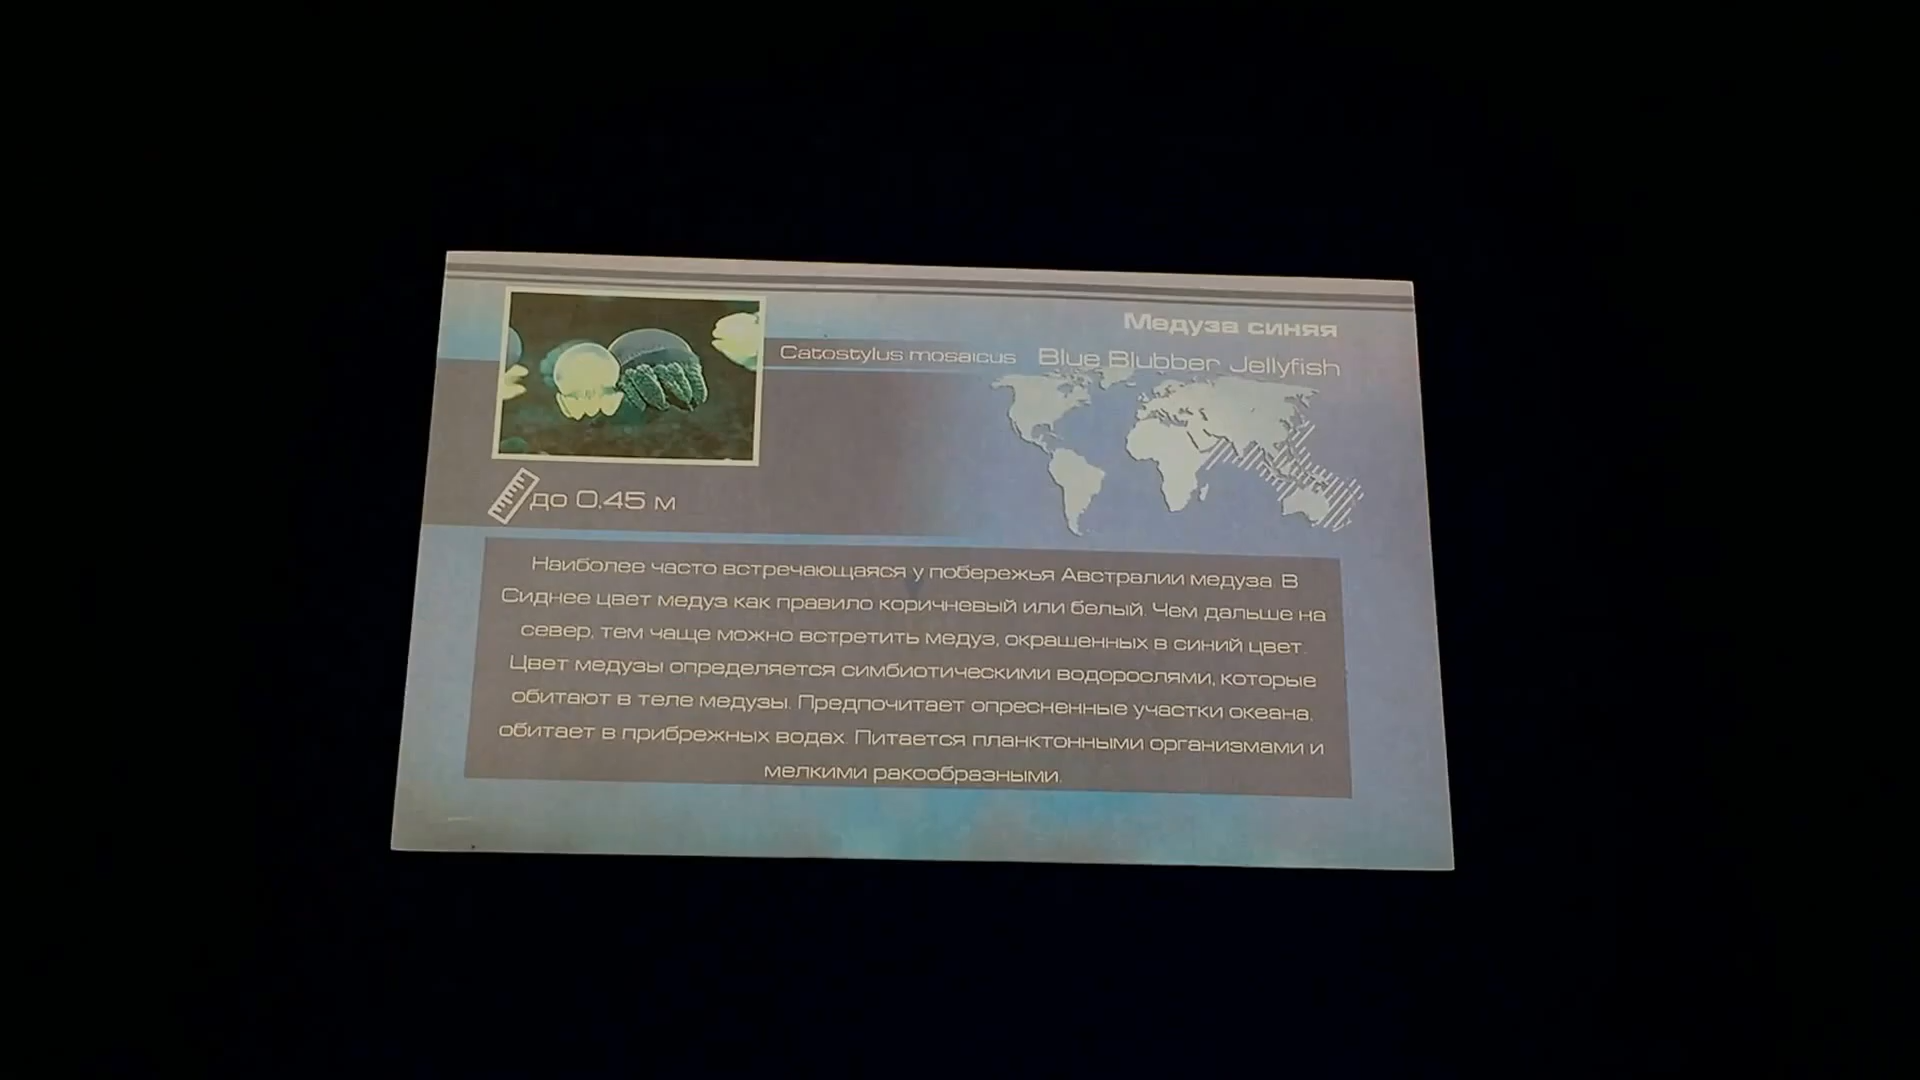 Медуза синяя
Catostylus mosaicus Blue Blubber Jellyfish
до 0,45 м
Наиболее часто встречающаяся у побережья Австралии медуза. В
Сиднее цвет медуз как правило коричневый или белый. Чем дальше на
север, тем чаще можно встретить медуз, окрашенных в синий цвет.
Цвет медузы определяется симбиотическими водорослями, которые
обитают в теле медузы. Предпочитает опресненные участки океана,
обитает в прибрежных водах. Питается планктонными организмами и
мелкими ракообразными.